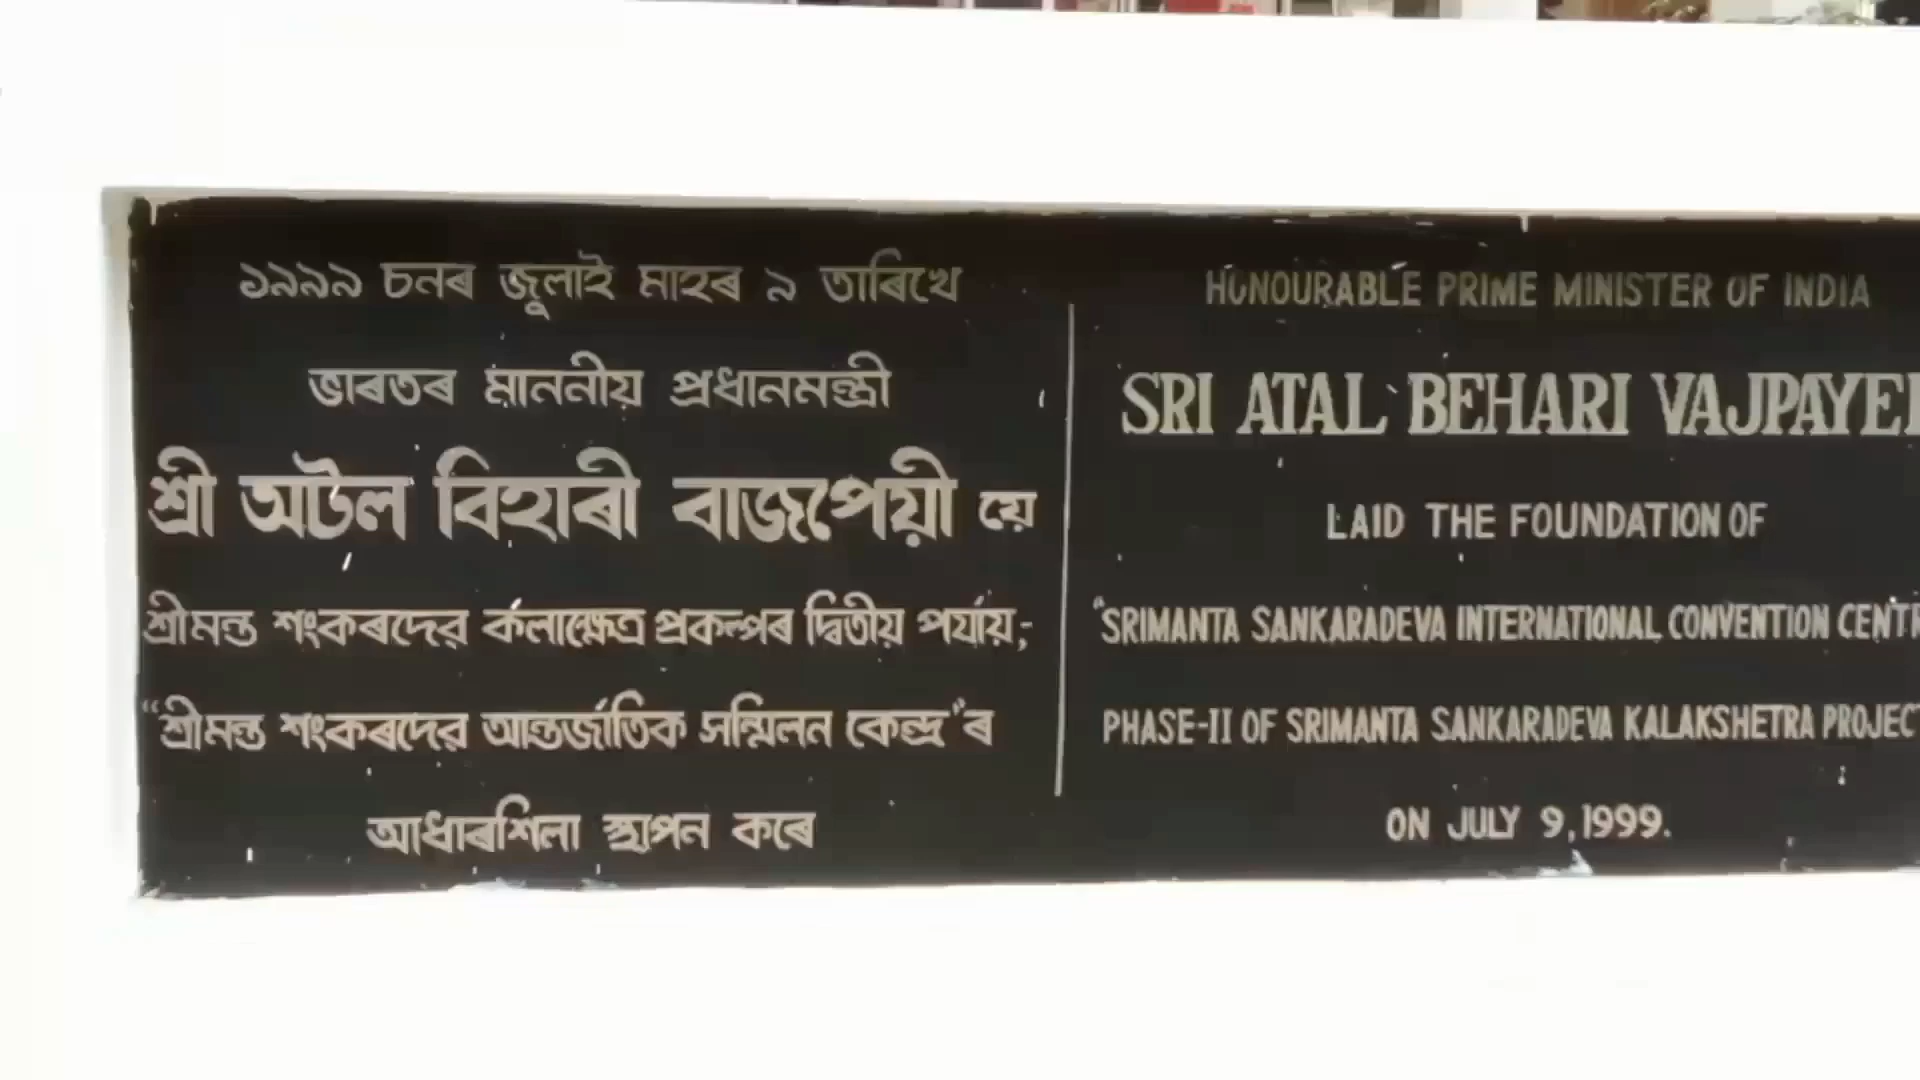 ১৯৯৯ চনৰ জুলাই মাহৰ ৯ তাৰিখে
ভাৰতৰ মাননীয় প্ৰধানমন্ত্ৰী
শ্ৰী অটল বিহাৰী বাজপেয়ী য়ে
শ্ৰীমন্ত শংকৰদেৱ কলাক্ষেত্ৰ প্ৰকল্পৰ দ্বিতীয় পৰ্যায়;
“শ্ৰীমন্ত শংকৰদেৱ আন্তৰ্জাতিক সন্মিলন কেন্দ্ৰ”ৰ
আধাৰশিলা স্থাপন কৰে
HONOURABLE PRIME MINISTER OF INDIA
SRI ATAL BEHARI VAJPAYE
LAID THE FOUNDATION OF
“SRIMANTA SANKARADEVA INTERNATIONAL CONVENTION CENT
PHASE-II OF SRIMANTA SANKARADEVA KALAKSHETRA PROJECT
ON JULY 9,1999.